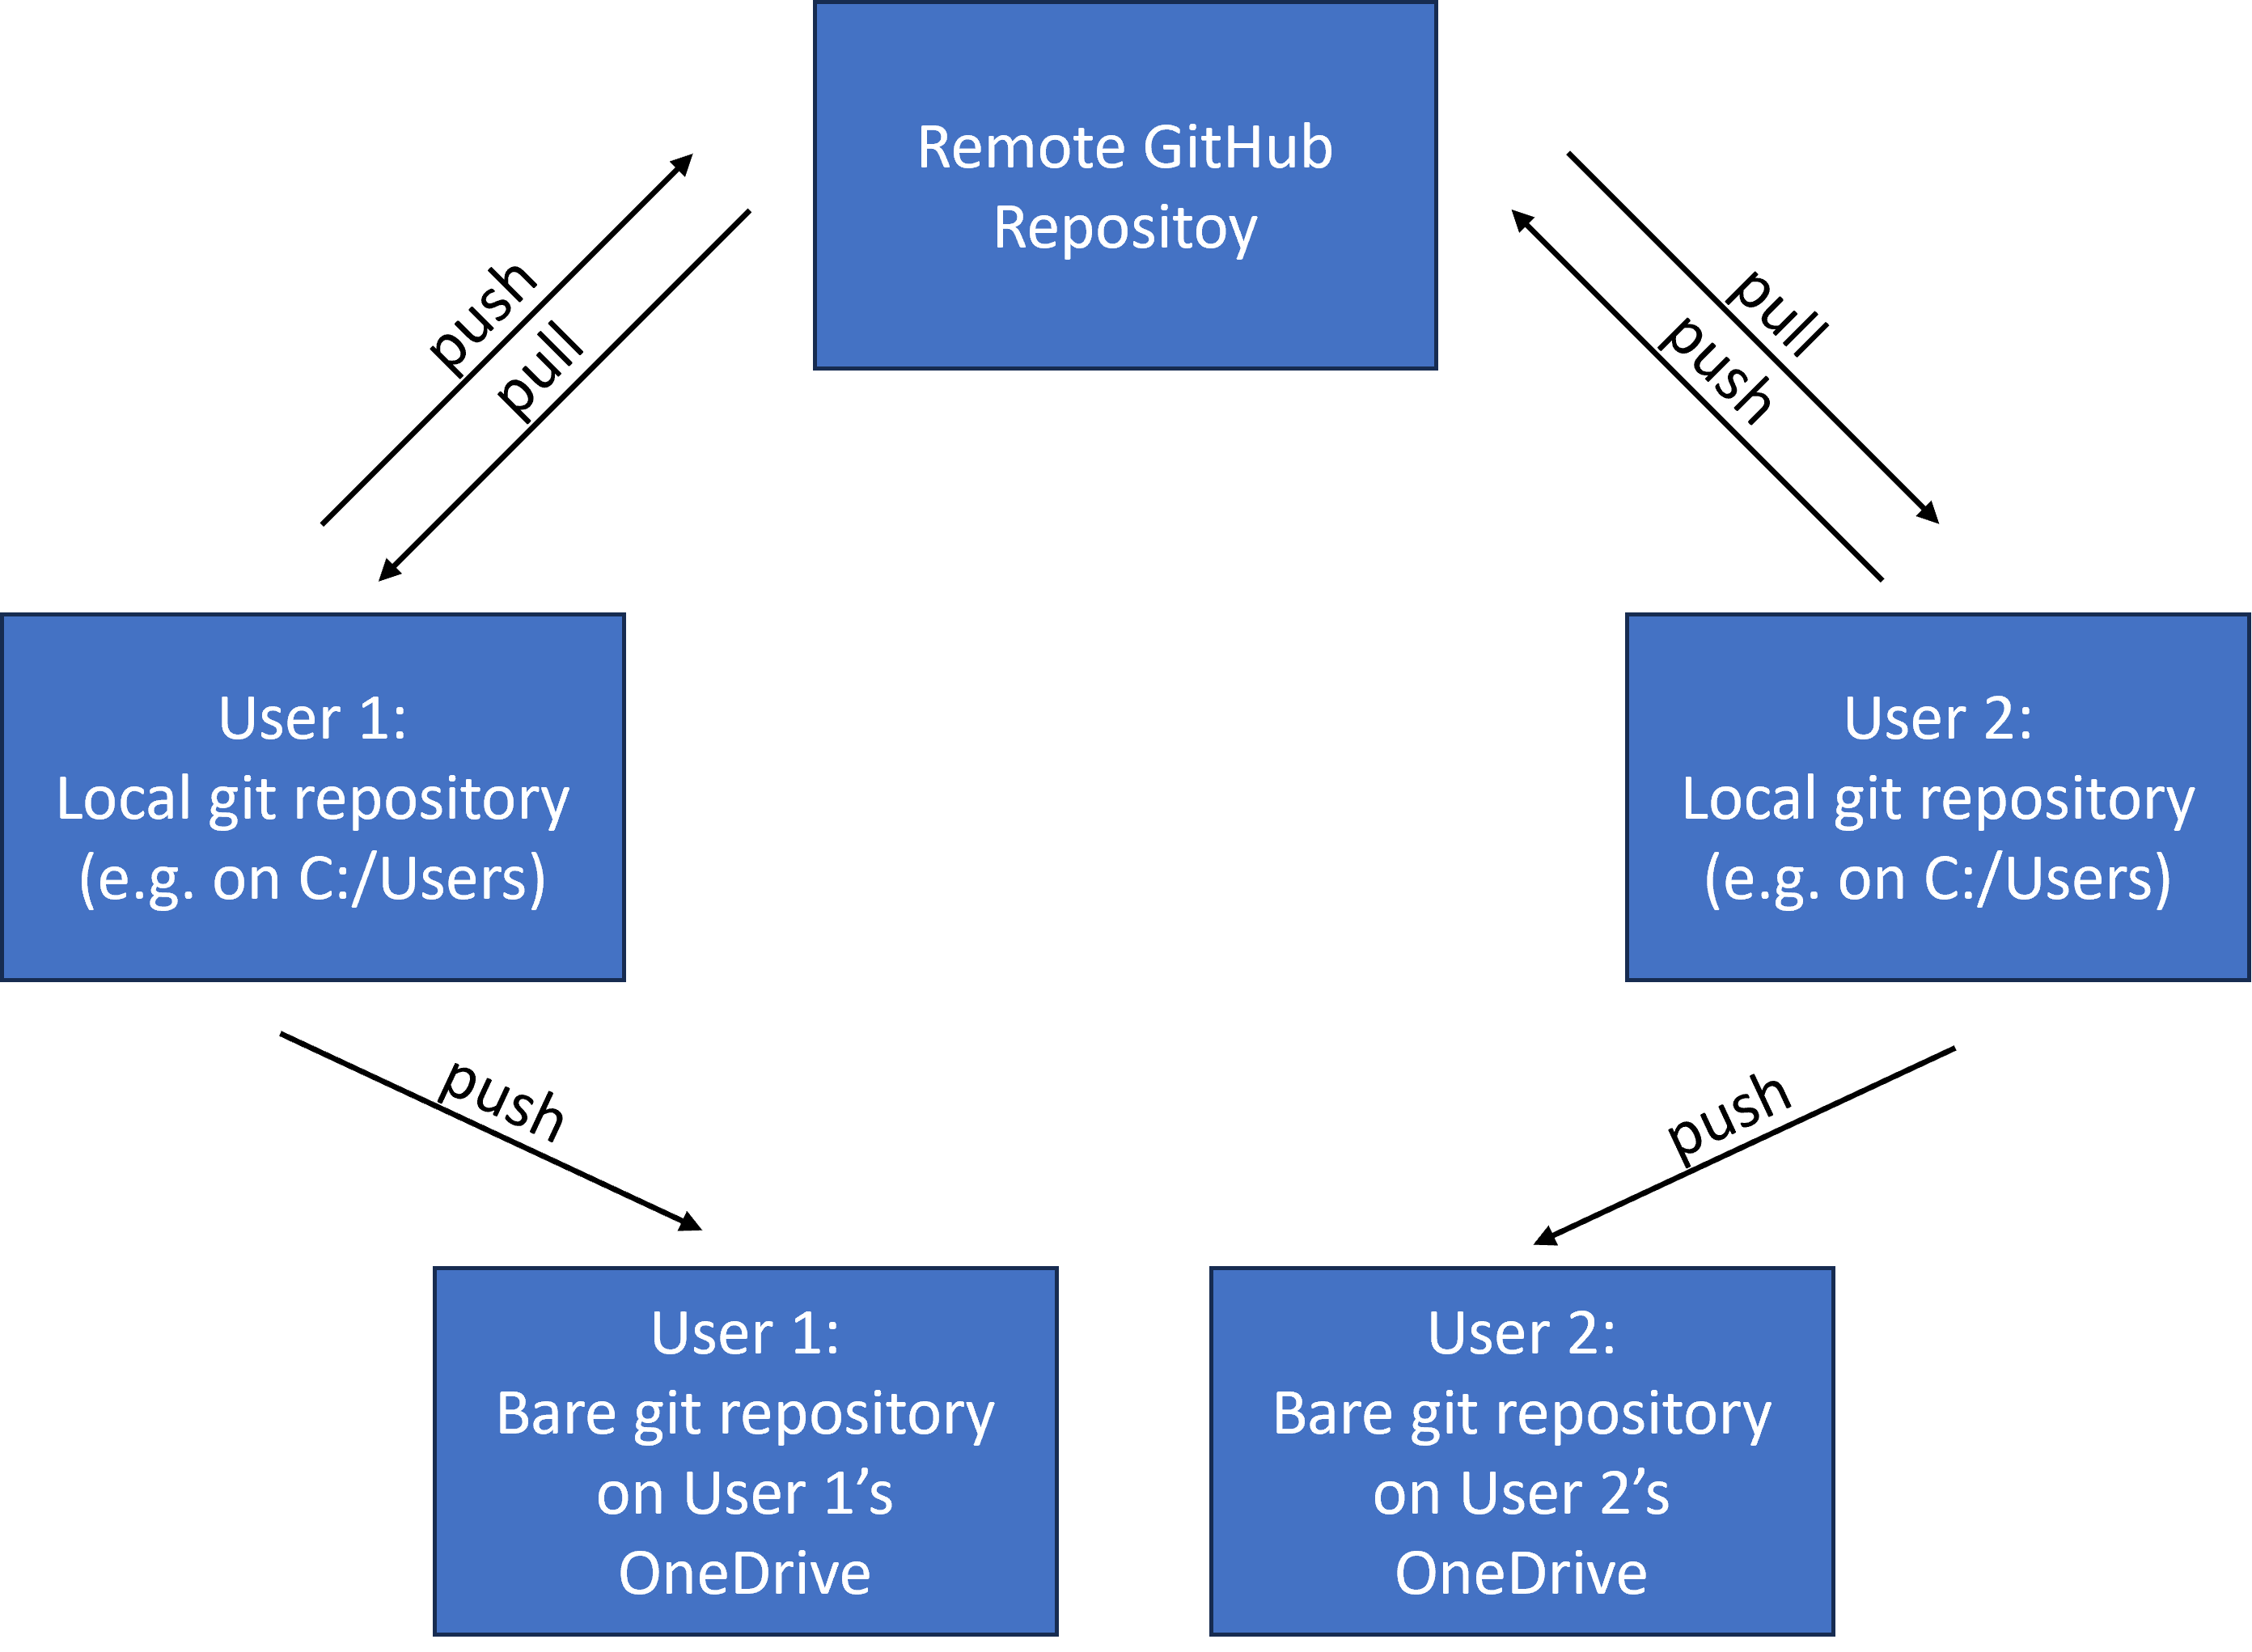 Remote GitHub
Repositoy
push
pull
pull
push
User 1:
Local git repository
(e.g. on C:/Users)
User 2:
Local git repository
(e.g. on C:/Users)
push
push
User 1:
Bare git repository
on User 1’s
OneDrive
User 2:
Bare git repository
on User 2’s
OneDrive